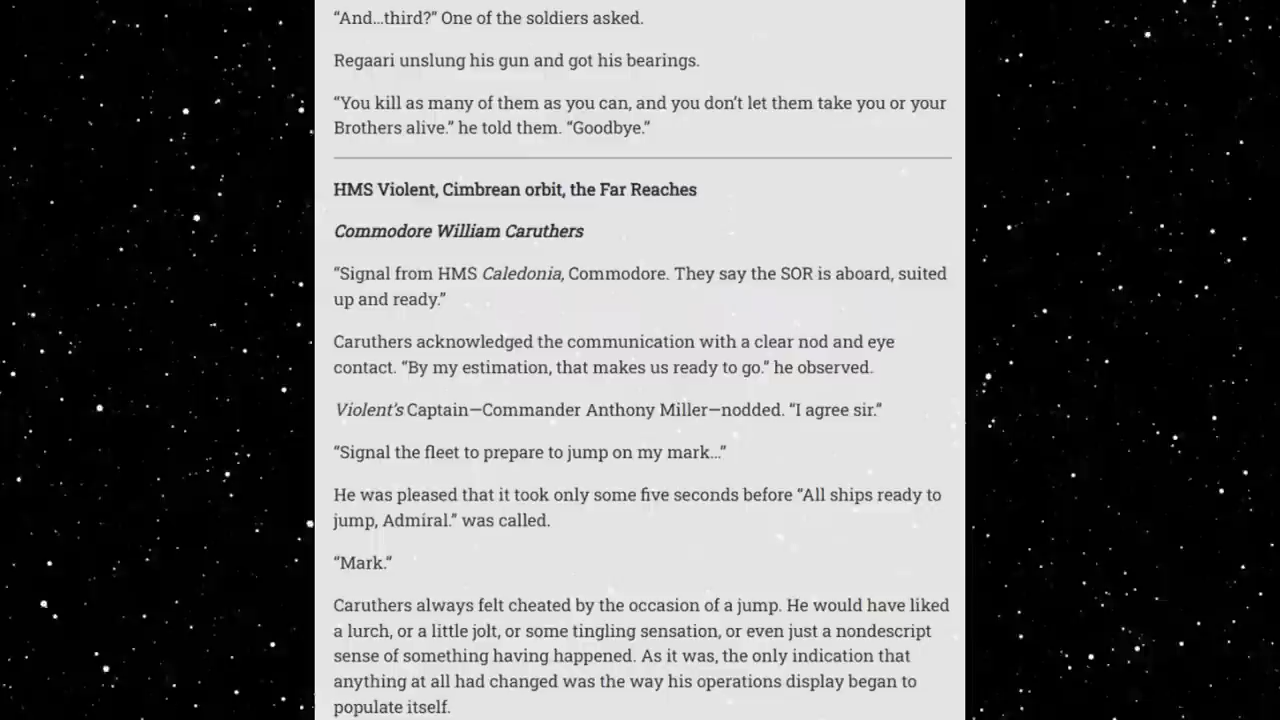 “And…third?” One of the soldiers asked.
Regaari unslung his gun and got his bearings.
“You kill as many of them as you can, and you don’t let them take you or your
Brothers alive.” he told them. “Goodbye.”
HMS Violent, Cimbrean orbit, the Far Reaches
Commodore William Caruthers
“Signal from HMS Caledonia, Commodore. They say the SOR is aboard, suited
up and ready.”
Caruthers acknowledged the communication with a clear nod and eye
contact. “By my estimation, that makes us ready to go.” he observed.
Violent’s Captain—Commander Anthony Miller—nodded. “I agree sir.”
“Signal the fleet to prepare to jump on my mark…”
He was pleased that it took only some five seconds before “All ships ready to
jump, Admiral.” was called.
“Mark.”
Caruthers always felt cheated by the occasion of a jump. He would have liked
a lurch, or a little jolt, or some tingling sensation, or even just a nondescript
sense of something having happened. As it was, the only indication that
anything at all had changed was the way his operations display began to
populate itself.